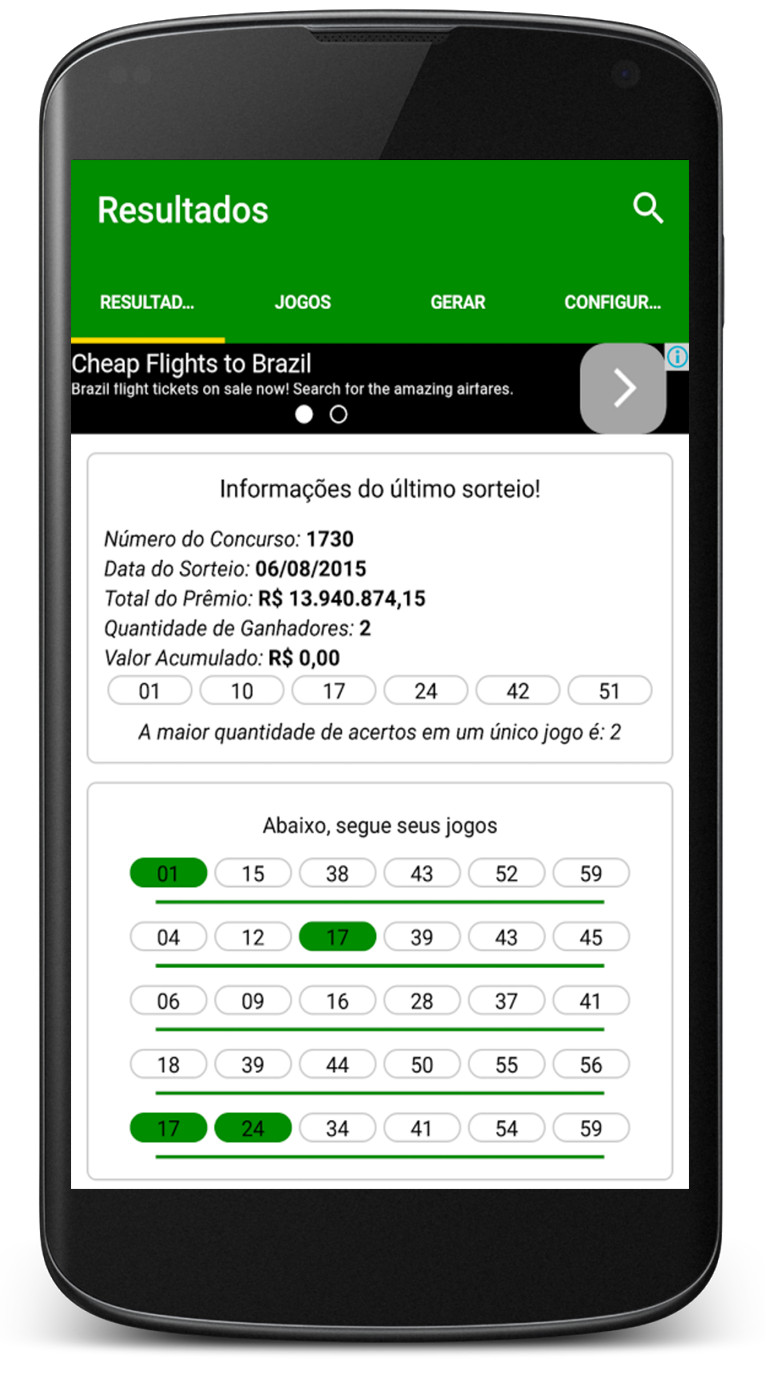 Resultados
RESULTAD... JOGOS GERAR CONFIGUR...
Cheap Flights to Brazil
Brazil flight tickets on sale now! Search for the amazing airfares.
Informações do último sorteio!
Número do Concurso: 1730
Data do Sorteio: 06/08/2015
Total do Prêmio: R$ 13.940.874,15
Quantidade de Ganhadores: 2
Valor Acumulado: R$ 0,00
01 10 17 24 42 51
A maior quantidade de acertos em um único jogo é: 2
Abaixo, segue seus jogos
01 15 38 43 52 59
04 12 17 39 43 45
06 09 16 28 37 41
18 39 44 50 55 56
17 24 34 41 54 59